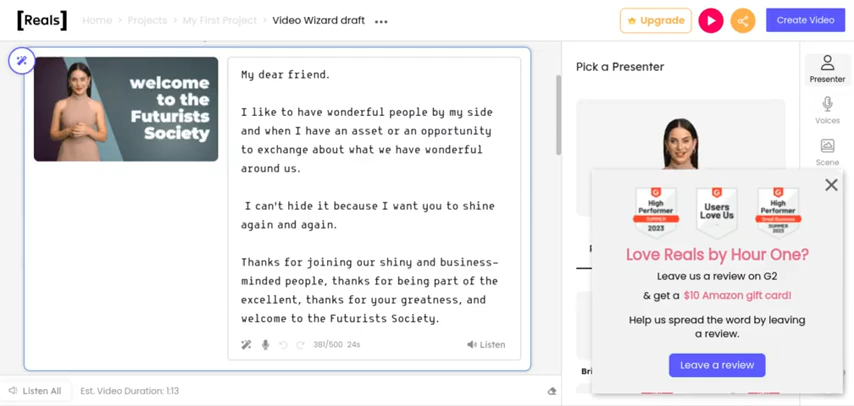 [Reals]
Home > Projects > My First Project > Video Wizard draft ...
Upgrade
Create Video
welcome
to the
Futurists
Society
My dear friend.
I like to have wonderful people by my side
and when I have an asset or an opportunity
to exchange about what we have wonderful
around us.
I can't hide it because I want you to shine
again and again.
Thanks for joining our shiny and business-
minded people, thanks for being part of the
excellent, thanks for your greatness, and
welcome to the Futurists Society.
381/500 24s
Listen
Listen All
Est. Video Duration: 1:13
Pick a Presenter
Presenter
Voices
Scene
High
Performer
SUMMER
2023
Users
Love Us
High
Performer
Small-Business
SUMMER
2023
Love Reals by Hour One?
Leave us a review on G2
& get a $10 Amazon gift card!
Help us spread the word by leaving
a review.
Leave a review